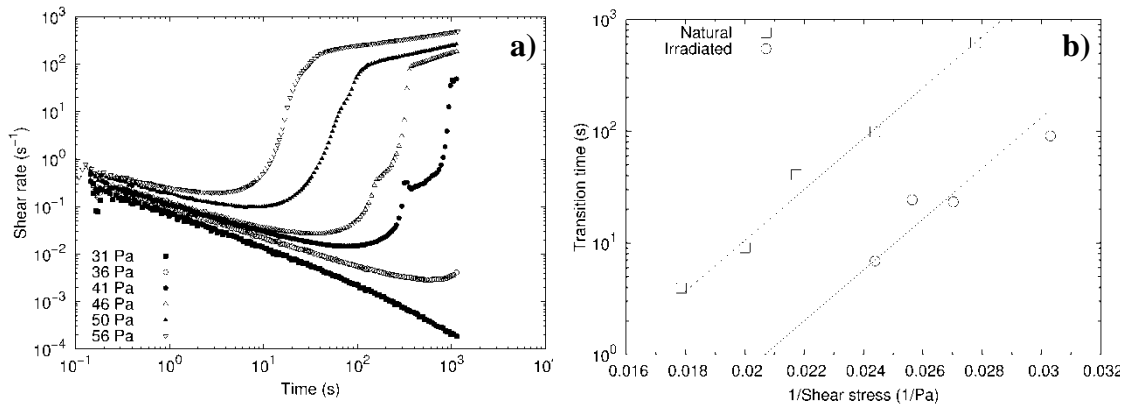 a)
10³
10²
10¹
10⁰
10⁻¹
10⁻²
10⁻³
10⁻⁴
Shear rate (s⁻¹)
31 Pa
36 Pa
41 Pa
46 Pa
50 Pa
56 Pa
10⁻¹ 10⁰ 10¹ 10² 10³ 10⁴
Time (s)
b)
Natural
Irradiated
10³
10²
10¹
10⁰
Transition time (s)
0.016 0.018 0.02 0.022 0.024 0.026 0.028 0.03 0.032
1/Shear stress (1/Pa)